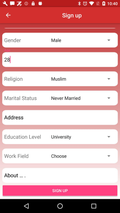 10:40
Sign up
Gender Male
28
Religion Muslim
Marital Status Never Married
Address
Education Level University
Work Field Choose
About ...
SIGN UP